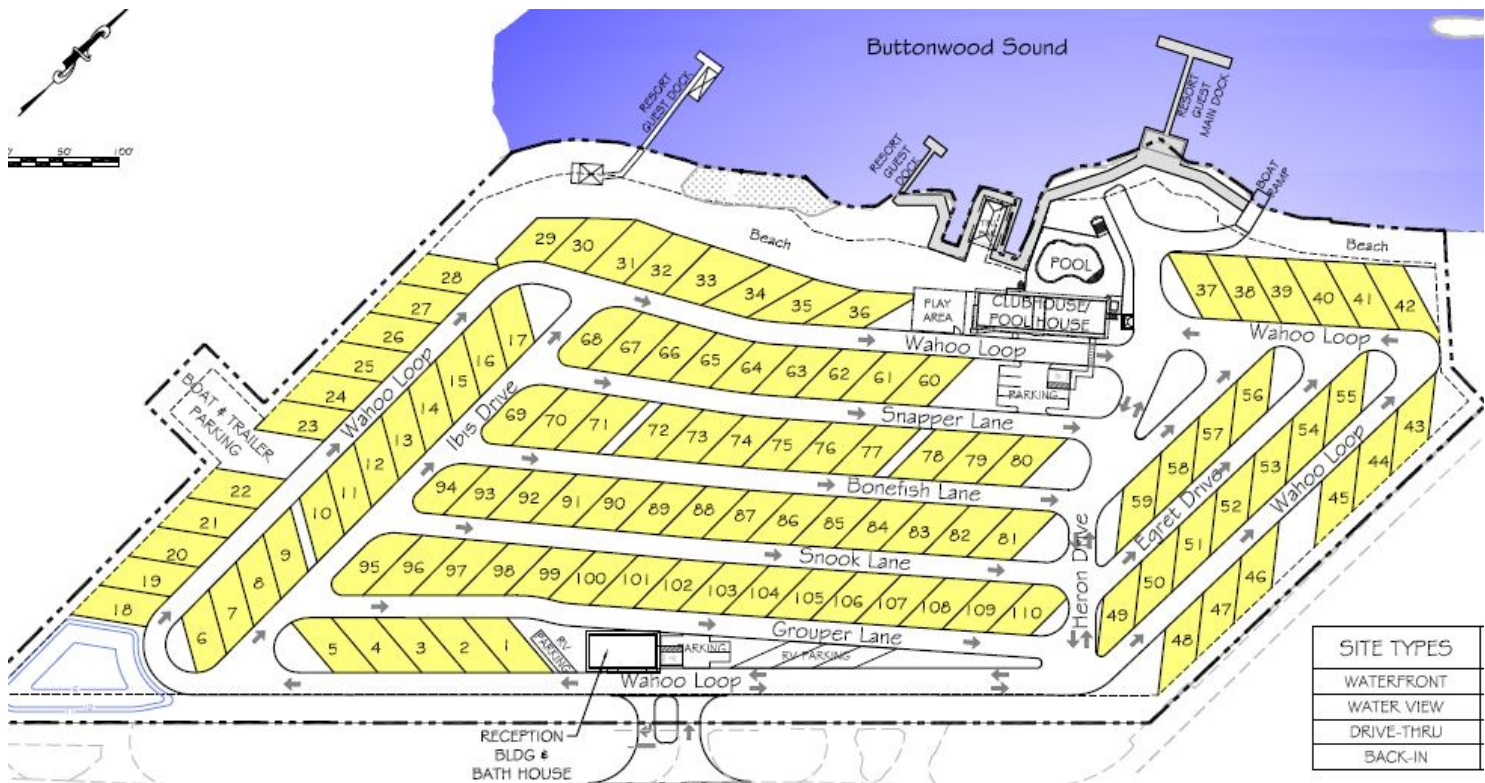 Buttonwood Sound
50'
100'
RESORT
GUEST DOCK
RESORT
GUEST
DOCK
RESORT
GUEST
MAIN DOCK
BOAT
RAMP
Beach
Beach
POOL
PLAY
AREA
CLUBHOUSE/
POOL HOUSE
PARKING
29 30 31 32 33 34 35 36
37 38 39 40 41 42
Wahoo Loop
Wahoo Loop
28
27
26
25
24
23
BOAT & TRAILER
PARKING
22
21
20
19
18
Wahoo Loop
17
16
15
14
13
12
11
10
9
8
7
6
Ibis Drive
68 67 66 65 64 63 62 61 60
Snapper Lane
69 70 71 72 73 74 75 76 77 78 79 80
Bonefish Lane
94 93 92 91 90 89 88 87 86 85 84 83 82 81
Snook Lane
95 96 97 98 99 100 101 102 103 104 105 106 107 108 109 110
Grouper Lane
5 4 3 2 1
RV
PARKING
PARKING
RV PARKING
Wahoo Loop
Heron Drive
56
57
58
59
Egret Drive
55
54
53
52
51
50
49
Wahoo Loop
43
44
45
46
47
48
RECEPTION
BLDG &
BATH HOUSE
SITE TYPES
WATERFRONT
WATER VIEW
DRIVE-THRU
BACK-IN